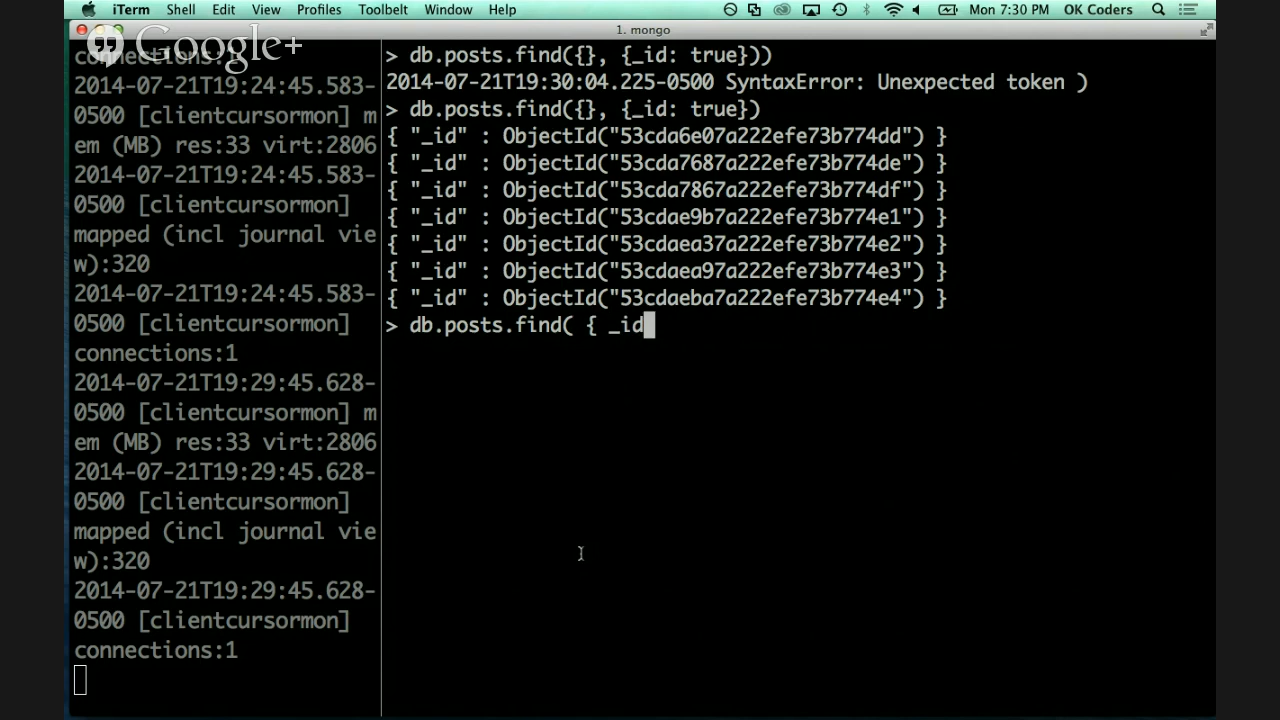 iTerm Shell Edit View Profiles Toolbelt Window Help Mon 7:30 PM OK Coders
1. mongo
Google+
connections:1
2014-07-21T19:24:45.583-
0500 [clientcursormon] m
em (MB) res:33 virt:2806
2014-07-21T19:24:45.583-
0500 [clientcursormon]
mapped (incl journal vie
w):320
2014-07-21T19:24:45.583-
0500 [clientcursormon]
connections:1
2014-07-21T19:29:45.628-
0500 [clientcursormon] m
em (MB) res:33 virt:2806
2014-07-21T19:29:45.628-
0500 [clientcursormon]
mapped (incl journal vie
w):320
2014-07-21T19:29:45.628-
0500 [clientcursormon]
connections:1
> db.posts.find({}, {_id: true}))
2014-07-21T19:30:04.225-0500 SyntaxError: Unexpected token )
> db.posts.find({}, {_id: true})
{ "_id" : ObjectId("53cda6e07a222efe73b774dd") }
{ "_id" : ObjectId("53cda7687a222efe73b774de") }
{ "_id" : ObjectId("53cda7867a222efe73b774df") }
{ "_id" : ObjectId("53cdae9b7a222efe73b774e1") }
{ "_id" : ObjectId("53cdaea37a222efe73b774e2") }
{ "_id" : ObjectId("53cdaea97a222efe73b774e3") }
{ "_id" : ObjectId("53cdaeba7a222efe73b774e4") }
> db.posts.find( { _id